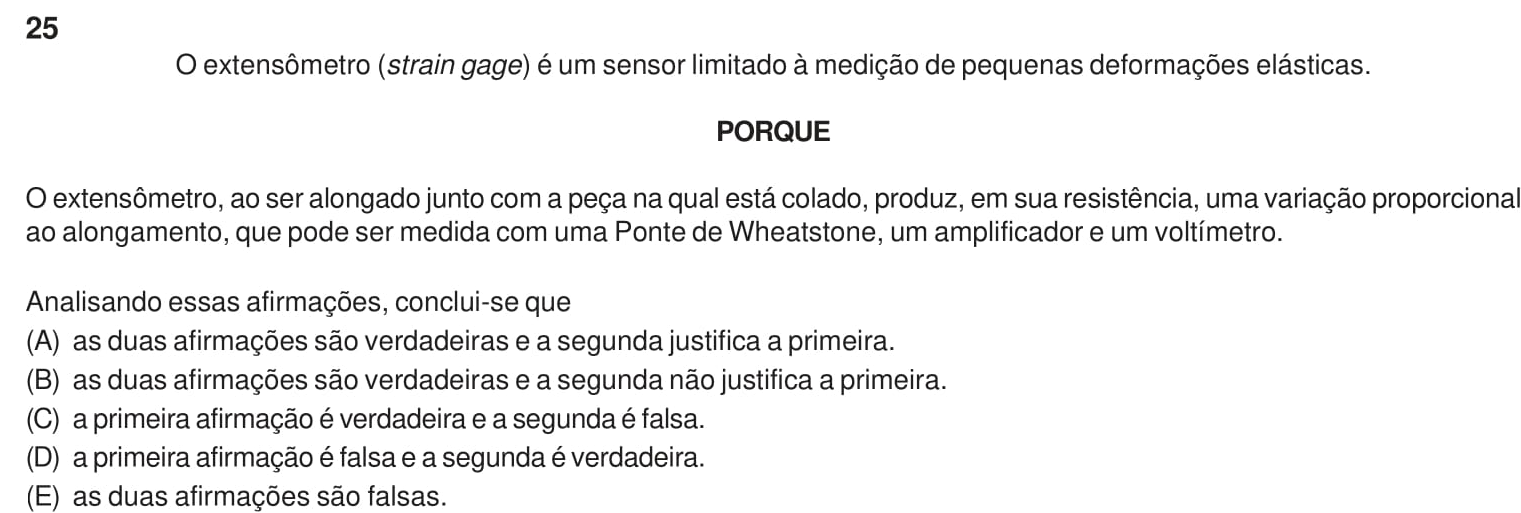 25
O extensômetro (strain gage) é um sensor limitado à medição de pequenas deformações elásticas.
PORQUE
O extensômetro, ao ser alongado junto com a peça na qual está colado, produz, em sua resistência, uma variação proporcional
ao alongamento, que pode ser medida com uma Ponte de Wheatstone, um amplificador e um voltímetro.
Analisando essas afirmações, conclui-se que
(A) as duas afirmações são verdadeiras e a segunda justifica a primeira.
(B) as duas afirmações são verdadeiras e a segunda não justifica a primeira.
(C) a primeira afirmação é verdadeira e a segunda é falsa.
(D) a primeira afirmação é falsa e a segunda é verdadeira.
(E) as duas afirmações são falsas.